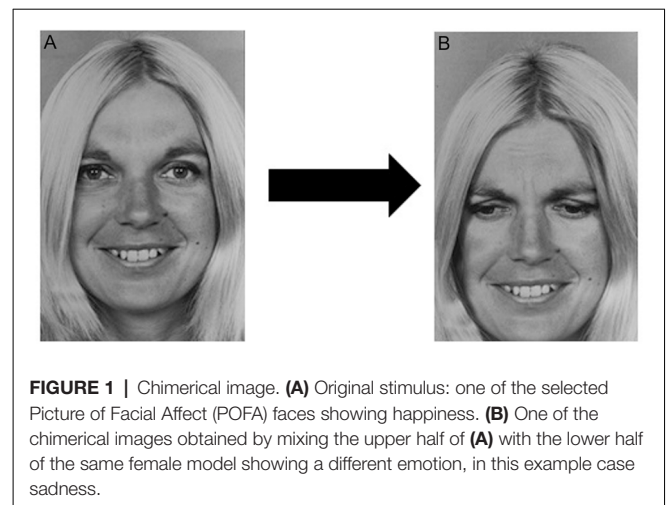 A
B
FIGURE 1 | Chimerical image. (A) Original stimulus: one of the selected
Picture of Facial Affect (POFA) faces showing happiness. (B) One of the
chimerical images obtained by mixing the upper half of (A) with the lower half
of the same female model showing a different emotion, in this example case
sadness.